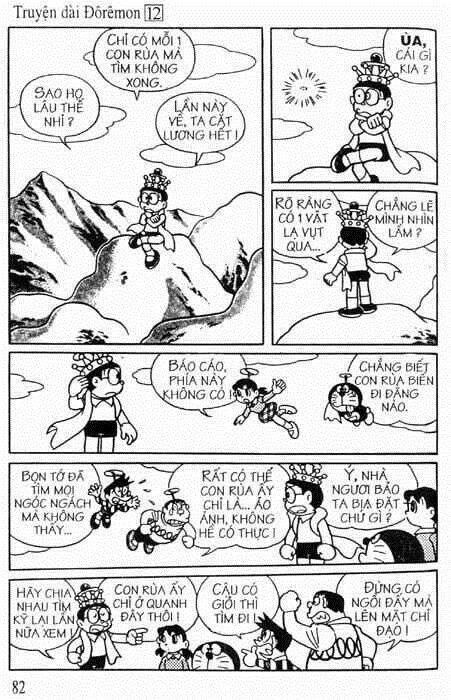 Truyện dài Đôrêmon 12
CHỈ CÓ MỖI 1
CON RÙA MÀ
TÌM KHÔNG
XONG.
SAO HỌ
LÂU THẾ
NHỈ ?
LẦN NÀY
VỀ, TA CẮT
LƯƠNG HẾT !
ỦA,
CÁI GÌ
KIA ?
RÕ RÀNG
CÓ 1 VẬT
LẠ VỤT
QUA...
CHẲNG LẼ
MÌNH NHÌN
LẦM ?
BÁO CÁO,
PHÍA NÀY
KHÔNG CÓ !
CHẲNG BIẾT
CON RÙA BIẾN
ĐI ĐẰNG
NÀO.
BỌN TỚ ĐÃ
TÌM MỌI
NGÓC NGÁCH
MÀ KHÔNG
THẤY...
RẤT CÓ THỂ
CON RÙA ẤY
CHỈ LÀ... ẢO
ẢNH, KHÔNG
HỀ CÓ THỰC !
Ý, NHÀ
NGƯƠI BẢO
TA BỊA ĐẶT
CHỨ GÌ ?
HÃY CHIA
NHAU TÌM
KỸ LẠI LẦN
NỮA XEM !
CON RÙA ẤY
CHỈ Ở QUANH
ĐÂY THÔI !
CẬU CÓ
GIỎI THÌ
TÌM ĐI !
ĐỪNG CÓ
NGỒI ĐẤY MÀ
LÊN MẶT CHỈ
ĐẠO !
82